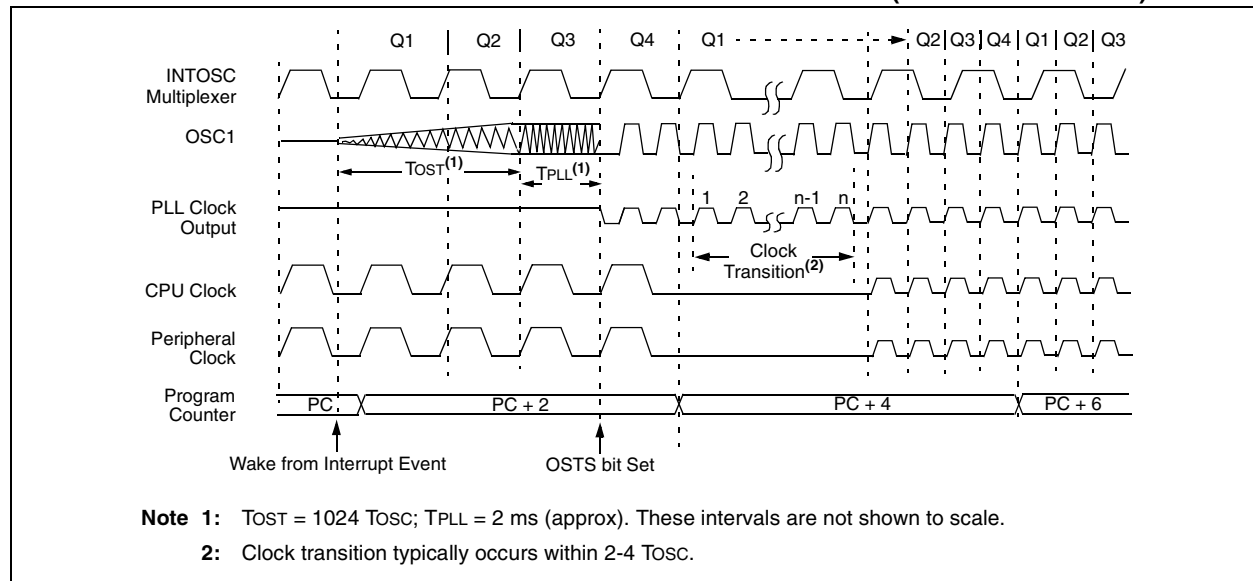 Q1 Q2 Q3 Q4 Q1 Q2 Q3 Q4 Q1 Q2 Q3
INTOSC
Multiplexer
OSC1
TOST(1)
TPLL(1)
PLL Clock
Output
1 2 n-1 n
Clock
Transition(2)
CPU Clock
Peripheral
Clock
Program
Counter
PC PC + 2 PC + 4 PC + 6
Wake from Interrupt Event
OSTS bit Set
Note 1: TOST = 1024 TOSC; TPLL = 2 ms (approx). These intervals are not shown to scale.
2: Clock transition typically occurs within 2-4 TOSC.